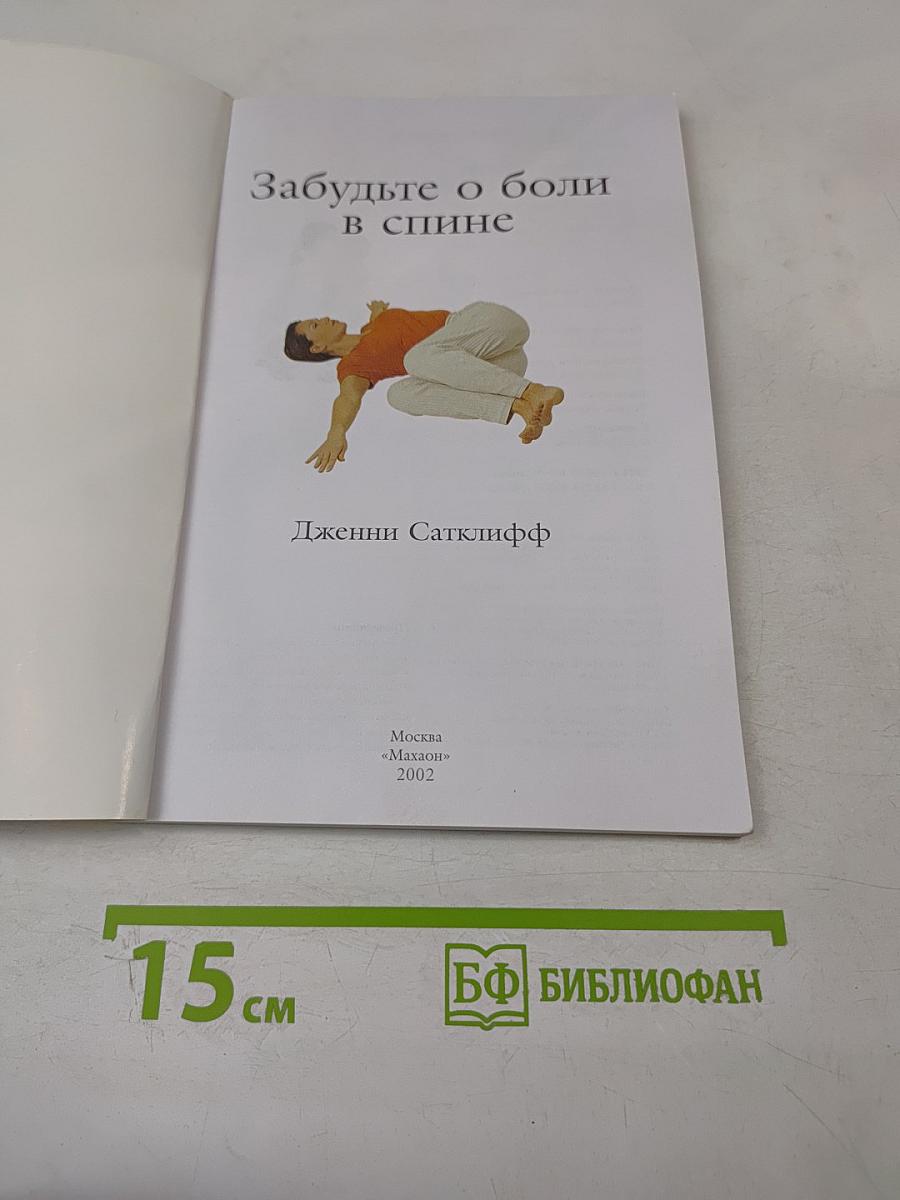 Забудьте о боли
в спине
Дженни Сатклифф
Москва
«Махаон»
2002
15 см
БФ БИБЛИОФАН